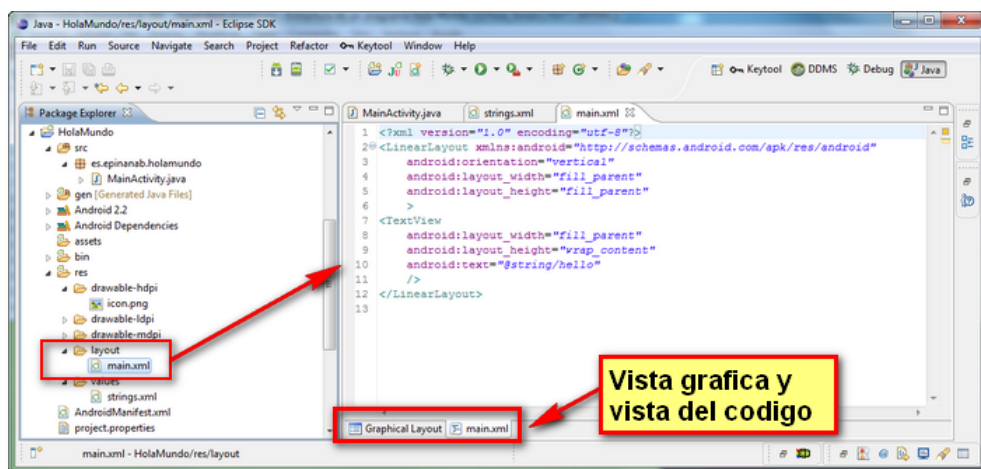 Java - HolaMundo/res/layout/main.xml - Eclipse SDK
File Edit Run Source Navigate Search Project Refactor Keytool Window Help
Keytool DDMS Debug Java
Package Explorer
MainActivity.java strings.xml main.xml
HolaMundo
src
es.epinanab.holamundo
MainActivity.java
gen [Generated Java Files]
Android 2.2
Android Dependencies
assets
bin
res
drawable-hdpi
icon.png
drawable-ldpi
drawable-mdpi
layout
main.xml
values
strings.xml
AndroidManifest.xml
project.properties
1 <?xml version="1.0" encoding="utf-8"?>
2 <LinearLayout xmlns:android="http://schemas.android.com/apk/res/android"
3 android:orientation="vertical"
4 android:layout_width="fill_parent"
5 android:layout_height="fill_parent"
6 >
7 <TextView
8 android:layout_width="fill_parent"
9 android:layout_height="wrap_content"
10 android:text="@string/hello"
11 />
12 </LinearLayout>
13
Vista grafica y
vista del codigo
Graphical Layout main.xml
main.xml - HolaMundo/res/layout